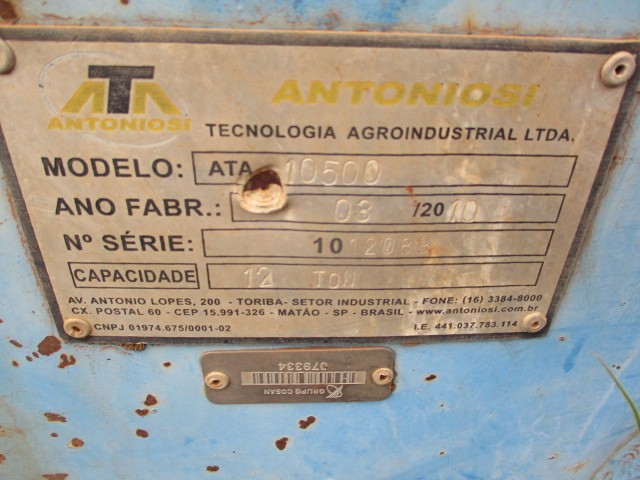 ATA
ANTONIOSI
ANTONIOSI
TECNOLOGIA AGROINDUSTRIAL LTDA.
MODELO: ATA 10500
ANO FABR.: 03 /2010
Nº SÉRIE:
CAPACIDADE 12 TON
AV. ANTONIO LOPES, 200 - TORIBA- SETOR INDUSTRIAL - FONE: (16) 3384-8000
CX. POSTAL 60 - CEP 15.991-326 - MATÃO - SP - BRASIL - www.antoniosi.com.br
CNPJ 01974.675/0001-02 I.E. 441.037.783.114
GRUPO COSAN
079334